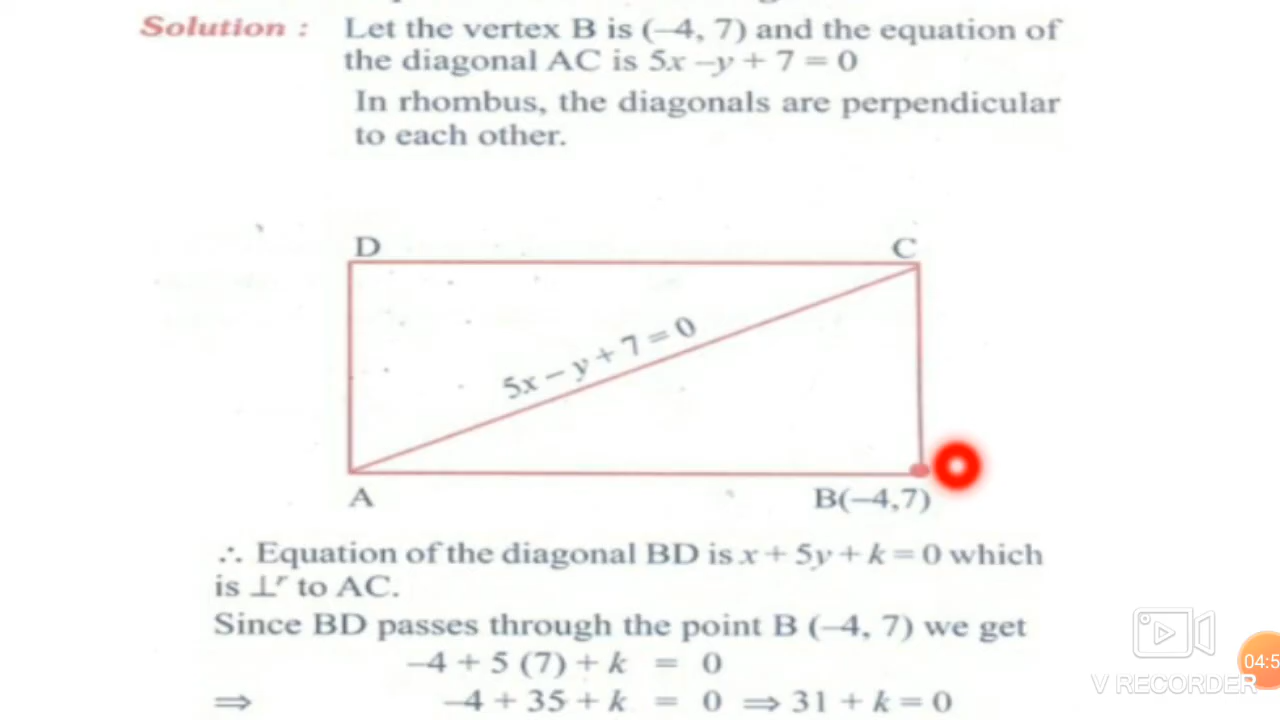 Solution : Let the vertex B is (–4, 7) and the equation of
the diagonal AC is 5x –y + 7 = 0
In rhombus, the diagonals are perpendicular
to each other.
D C
5x – y + 7 = 0
A B(–4,7)
∴ Equation of the diagonal BD is x + 5y + k = 0 which
is ⊥r to AC.
Since BD passes through the point B (–4, 7) we get
–4 + 5 (7) + k = 0
⇒ –4 + 35 + k = 0 ⇒ 31 + k = 0
V RECORDER
04:5